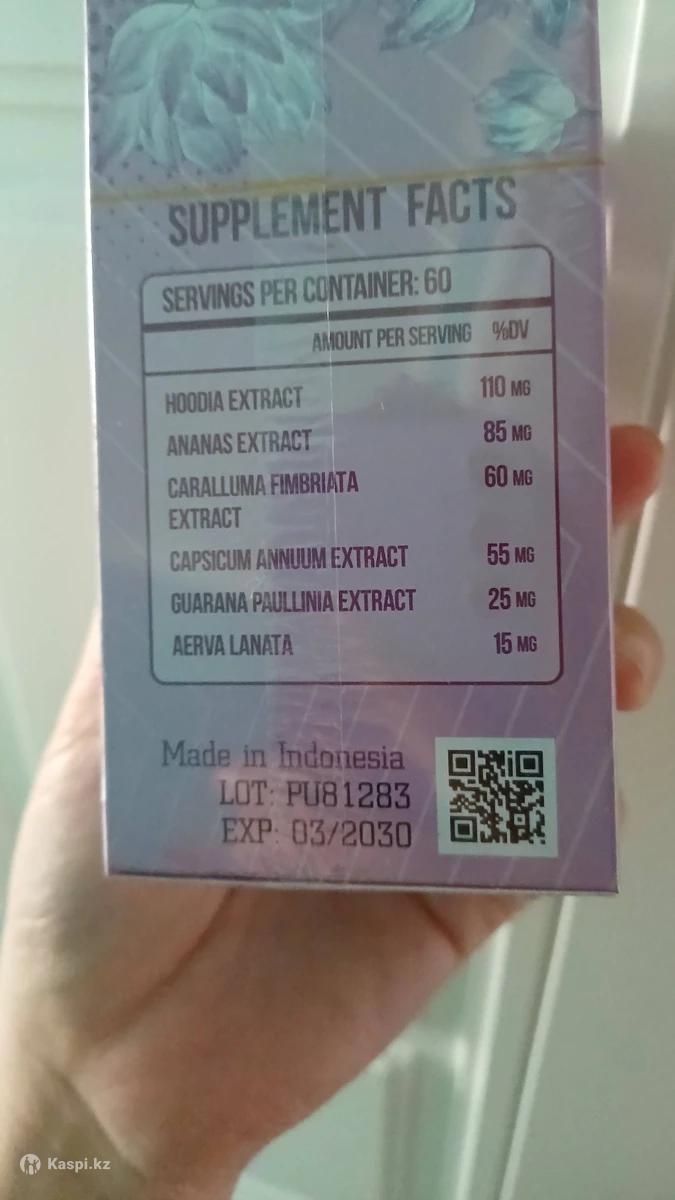 SUPPLEMENT FACTS
SERVINGS PER CONTAINER: 60
AMOUNT PER SERVING %DV
HOODIA EXTRACT 110 MG
ANANAS EXTRACT 85 MG
CARALLUMA FIMBRIATA 60 MG
EXTRACT
CAPSICUM ANNUUM EXTRACT 55 MG
GUARANA PAULLINIA EXTRACT 25 MG
AERVA LANATA 15 MG
Made in Indonesia
LOT: PU81283
EXP: 03/2030
Kaspi.kz